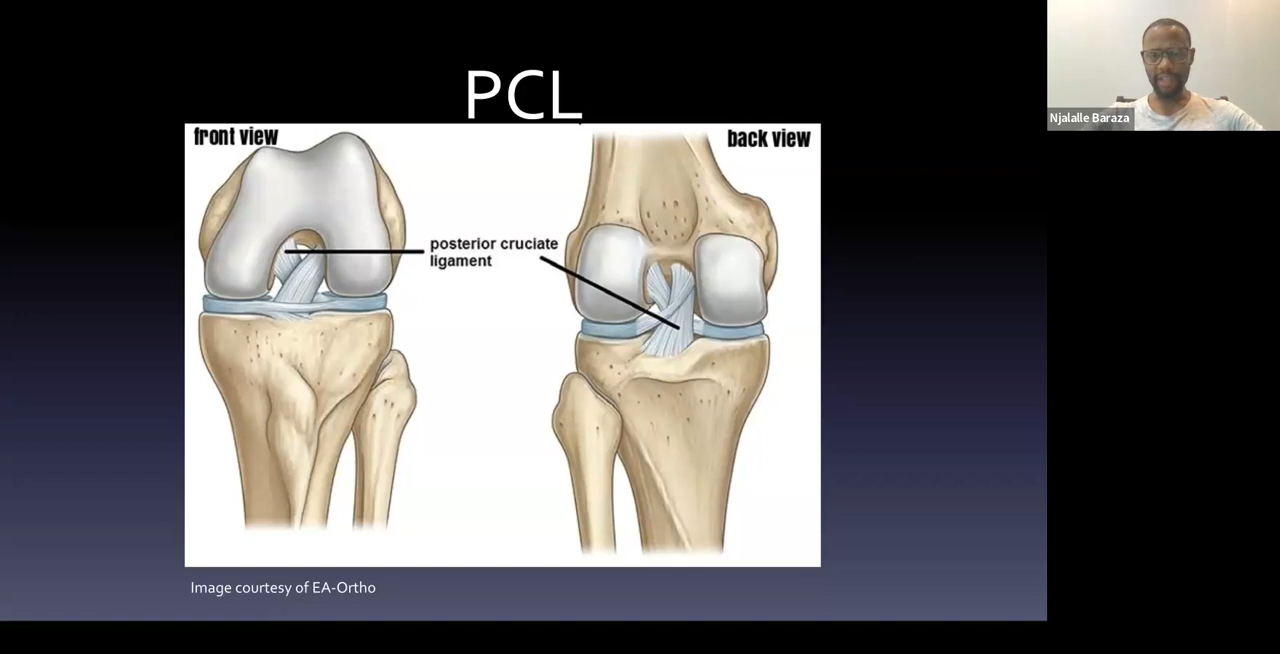 PCL
front view
back view
posterior cruciate
ligament
Image courtesy of EA-Ortho
Njalalle Baraza